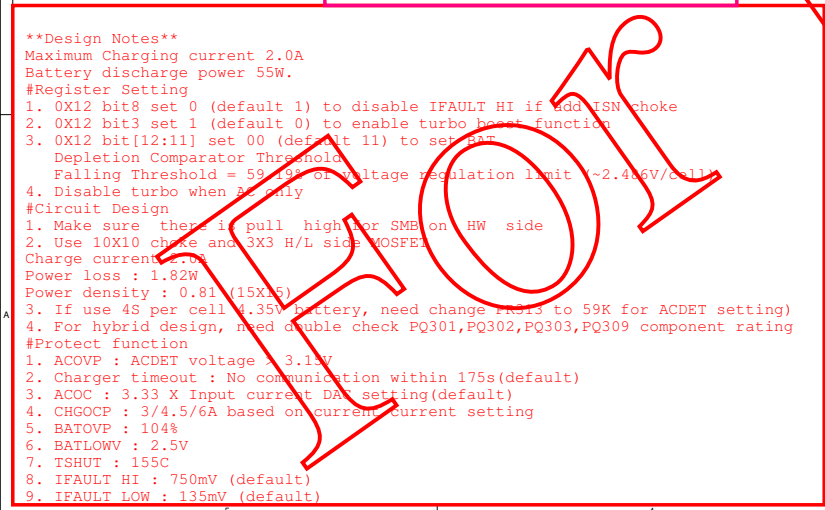 **Design Notes**
Maximum Charging current 2.0A
Battery discharge power 55W.
#Register Setting
1. 0X12 bit8 set 0 (default 1) to disable IFAULT HI if add ISN choke
2. 0X12 bit3 set 1 (default 0) to enable turbo boost function
3. 0X12 bit[12:11] set 00 (default 11) to set BAT
Depletion Comparator Threshold
Falling Threshold = 59.19% of voltage regulation limit (~2.486V/cell)
4. Disable turbo when AC only
#Circuit Design
1. Make sure there is pull high for SMB on HW side
2. Use 10X10 choke and 3X3 H/L side MOSFET
Charge current 2.0A
Power loss : 1.82W
Power density : 0.81 (15X15)
3. If use 4S per cell 4.35V battery, need change PR313 to 59K for ACDET setting)
4. For hybrid design, need double check PQ301,PQ302,PQ303,PQ309 component rating
#Protect function
1. ACOVP : ACDET voltage > 3.15V
2. Charger timeout : No communication within 175s(default)
3. ACOC : 3.33 X Input current DAC setting(default)
4. CHGOCP : 3/4.5/6A based on current current setting
5. BATOVP : 104%
6. BATLOWV : 2.5V
7. TSHUT : 155C
8. IFAULT HI : 750mV (default)
9. IFAULT LOW : 135mV (default)
For
A